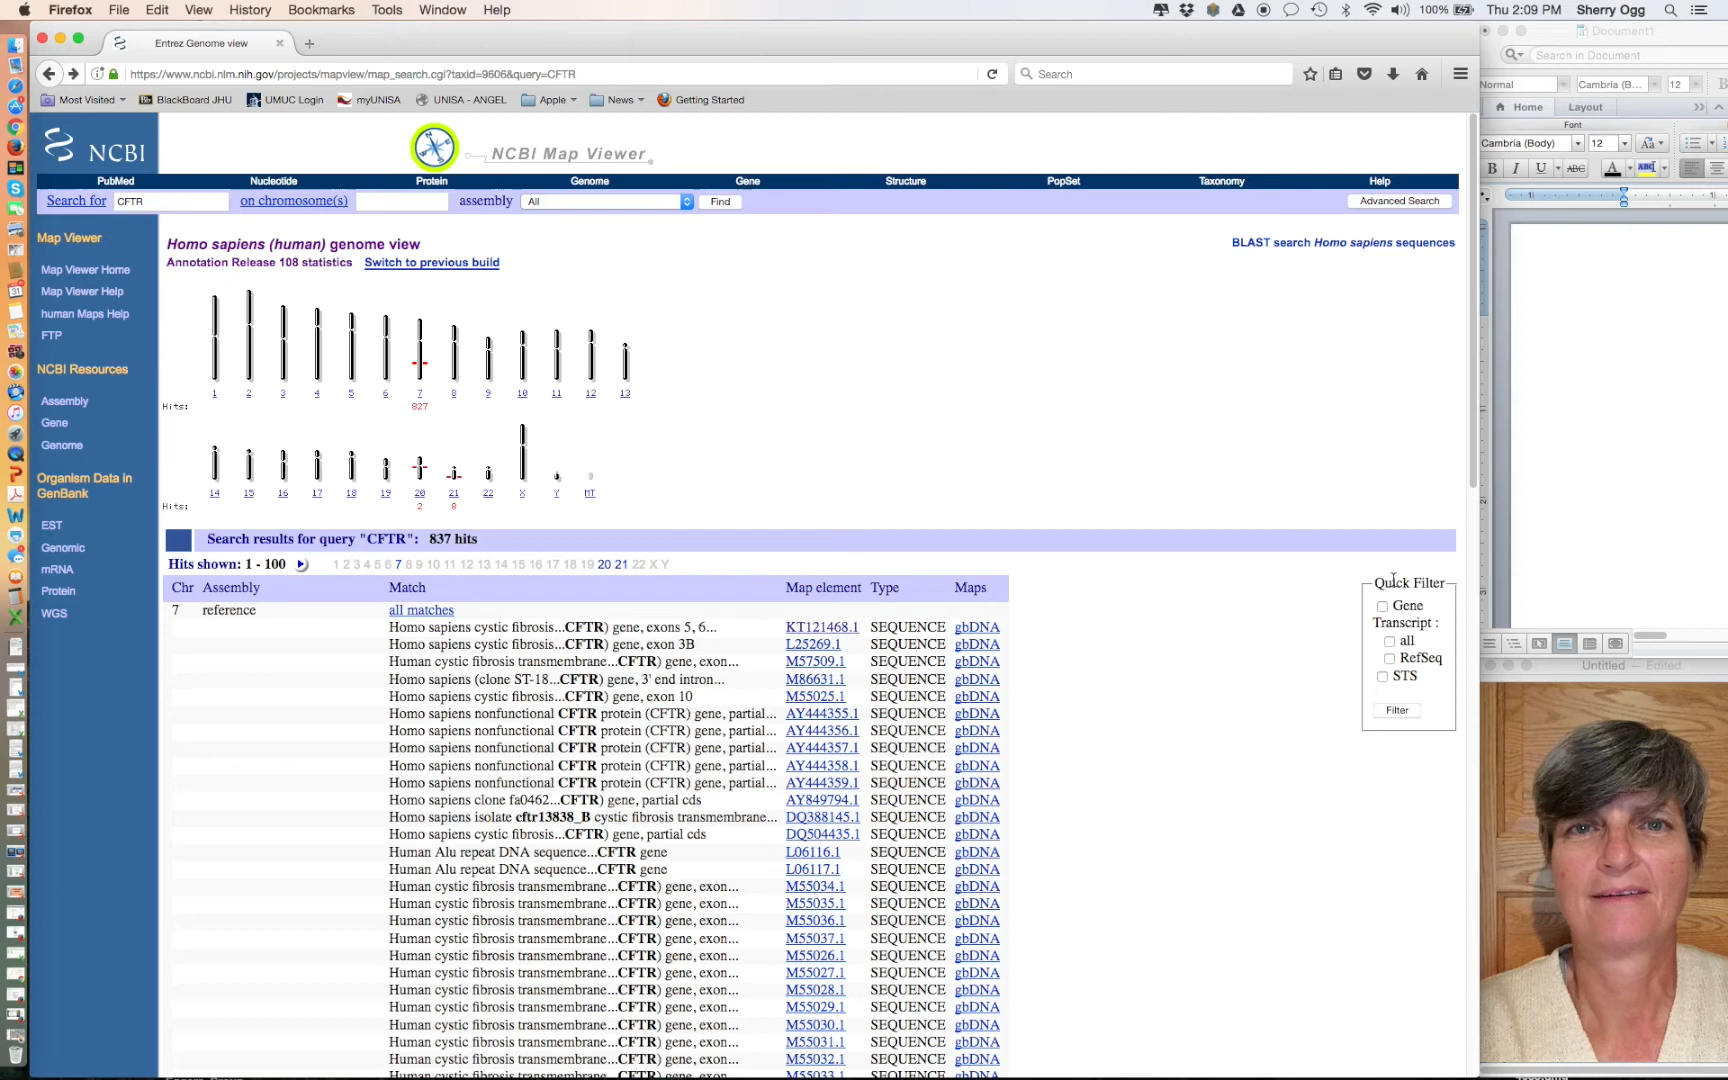 Firefox File Edit View History Bookmarks Tools Window Help 100% Thu 2:09 PM Sherry Ogg
Entrez Genome view
https://www.ncbi.nlm.nih.gov/projects/mapview/map_search.cgi?taxid=9606&query=CFTR Search
Most Visited BlackBoard JHU UMUC Login myUNISA UNISA - ANGEL Apple News Getting Started
NCBI NCBI Map Viewer
PubMed Nucleotide Protein Genome Gene Structure PopSet Taxonomy Help
Search for CFTR on chromosome(s) assembly All Find Advanced Search
Map Viewer
Map Viewer Home
Map Viewer Help
human Maps Help
FTP
NCBI Resources
Assembly
Gene
Genome
Organism Data in
GenBank
EST
Genomic
mRNA
Protein
WGS
Homo sapiens (human) genome view BLAST search Homo sapiens sequences
Annotation Release 108 statistics Switch to previous build
1 2 3 4 5 6 7 8 9 10 11 12 13
Hits: 827
14 15 16 17 18 19 20 21 22 X Y MT
Hits: 2 8
Search results for query "CFTR": 837 hits
Hits shown: 1 - 100 1 2 3 4 5 6 7 8 9 10 11 12 13 14 15 16 17 18 19 20 21 22 X Y
Chr Assembly Match Map element Type Maps
7 reference all matches
Homo sapiens cystic fibrosis...CFTR) gene, exons 5, 6... KT121468.1 SEQUENCE gbDNA
Homo sapiens cystic fibrosis...CFTR) gene, exon 3B L25269.1 SEQUENCE gbDNA
Human cystic fibrosis transmembrane...CFTR) gene, exon... M57509.1 SEQUENCE gbDNA
Homo sapiens (clone ST-18...CFTR) gene, 3' end intron... M86631.1 SEQUENCE gbDNA
Homo sapiens cystic fibrosis...CFTR) gene, exon 10 M55025.1 SEQUENCE gbDNA
Homo sapiens nonfunctional CFTR protein (CFTR) gene, partial... AY444355.1 SEQUENCE gbDNA
Homo sapiens nonfunctional CFTR protein (CFTR) gene, partial... AY444356.1 SEQUENCE gbDNA
Homo sapiens nonfunctional CFTR protein (CFTR) gene, partial... AY444357.1 SEQUENCE gbDNA
Homo sapiens nonfunctional CFTR protein (CFTR) gene, partial... AY444358.1 SEQUENCE gbDNA
Homo sapiens nonfunctional CFTR protein (CFTR) gene, partial... AY444359.1 SEQUENCE gbDNA
Homo sapiens clone fa0462...CFTR) gene, partial cds AY849794.1 SEQUENCE gbDNA
Homo sapiens isolate cftr13838_B cystic fibrosis transmembrane... DQ388145.1 SEQUENCE gbDNA
Homo sapiens cystic fibrosis...CFTR) gene, partial cds DQ504435.1 SEQUENCE gbDNA
Human Alu repeat DNA sequence...CFTR gene L06116.1 SEQUENCE gbDNA
Human Alu repeat DNA sequence...CFTR gene L06117.1 SEQUENCE gbDNA
Human cystic fibrosis transmembrane...CFTR) gene, exon... M55034.1 SEQUENCE gbDNA
Human cystic fibrosis transmembrane...CFTR) gene, exon... M55035.1 SEQUENCE gbDNA
Human cystic fibrosis transmembrane...CFTR) gene, exon... M55036.1 SEQUENCE gbDNA
Human cystic fibrosis transmembrane...CFTR) gene, exon... M55037.1 SEQUENCE gbDNA
Human cystic fibrosis transmembrane...CFTR) gene, exon... M55026.1 SEQUENCE gbDNA
Human cystic fibrosis transmembrane...CFTR) gene, exon... M55027.1 SEQUENCE gbDNA
Human cystic fibrosis transmembrane...CFTR) gene, exon... M55028.1 SEQUENCE gbDNA
Human cystic fibrosis transmembrane...CFTR) gene, exon... M55029.1 SEQUENCE gbDNA
Human cystic fibrosis transmembrane...CFTR) gene, exon... M55030.1 SEQUENCE gbDNA
Human cystic fibrosis transmembrane...CFTR) gene, exon... M55031.1 SEQUENCE gbDNA
Human cystic fibrosis transmembrane...CFTR) gene, exon... M55032.1 SEQUENCE gbDNA
Human cystic fibrosis transmembrane...CFTR) gene, exon... M55033.1 SEQUENCE gbDNA
Quick Filter
Gene
Transcript :
all
RefSeq
STS
Filter
Document1
Search in Document
Normal Cambria (B... 12
Home Layout
Font
Cambria (Body) 12
B I U ABC A ABC
Untitled — Edited